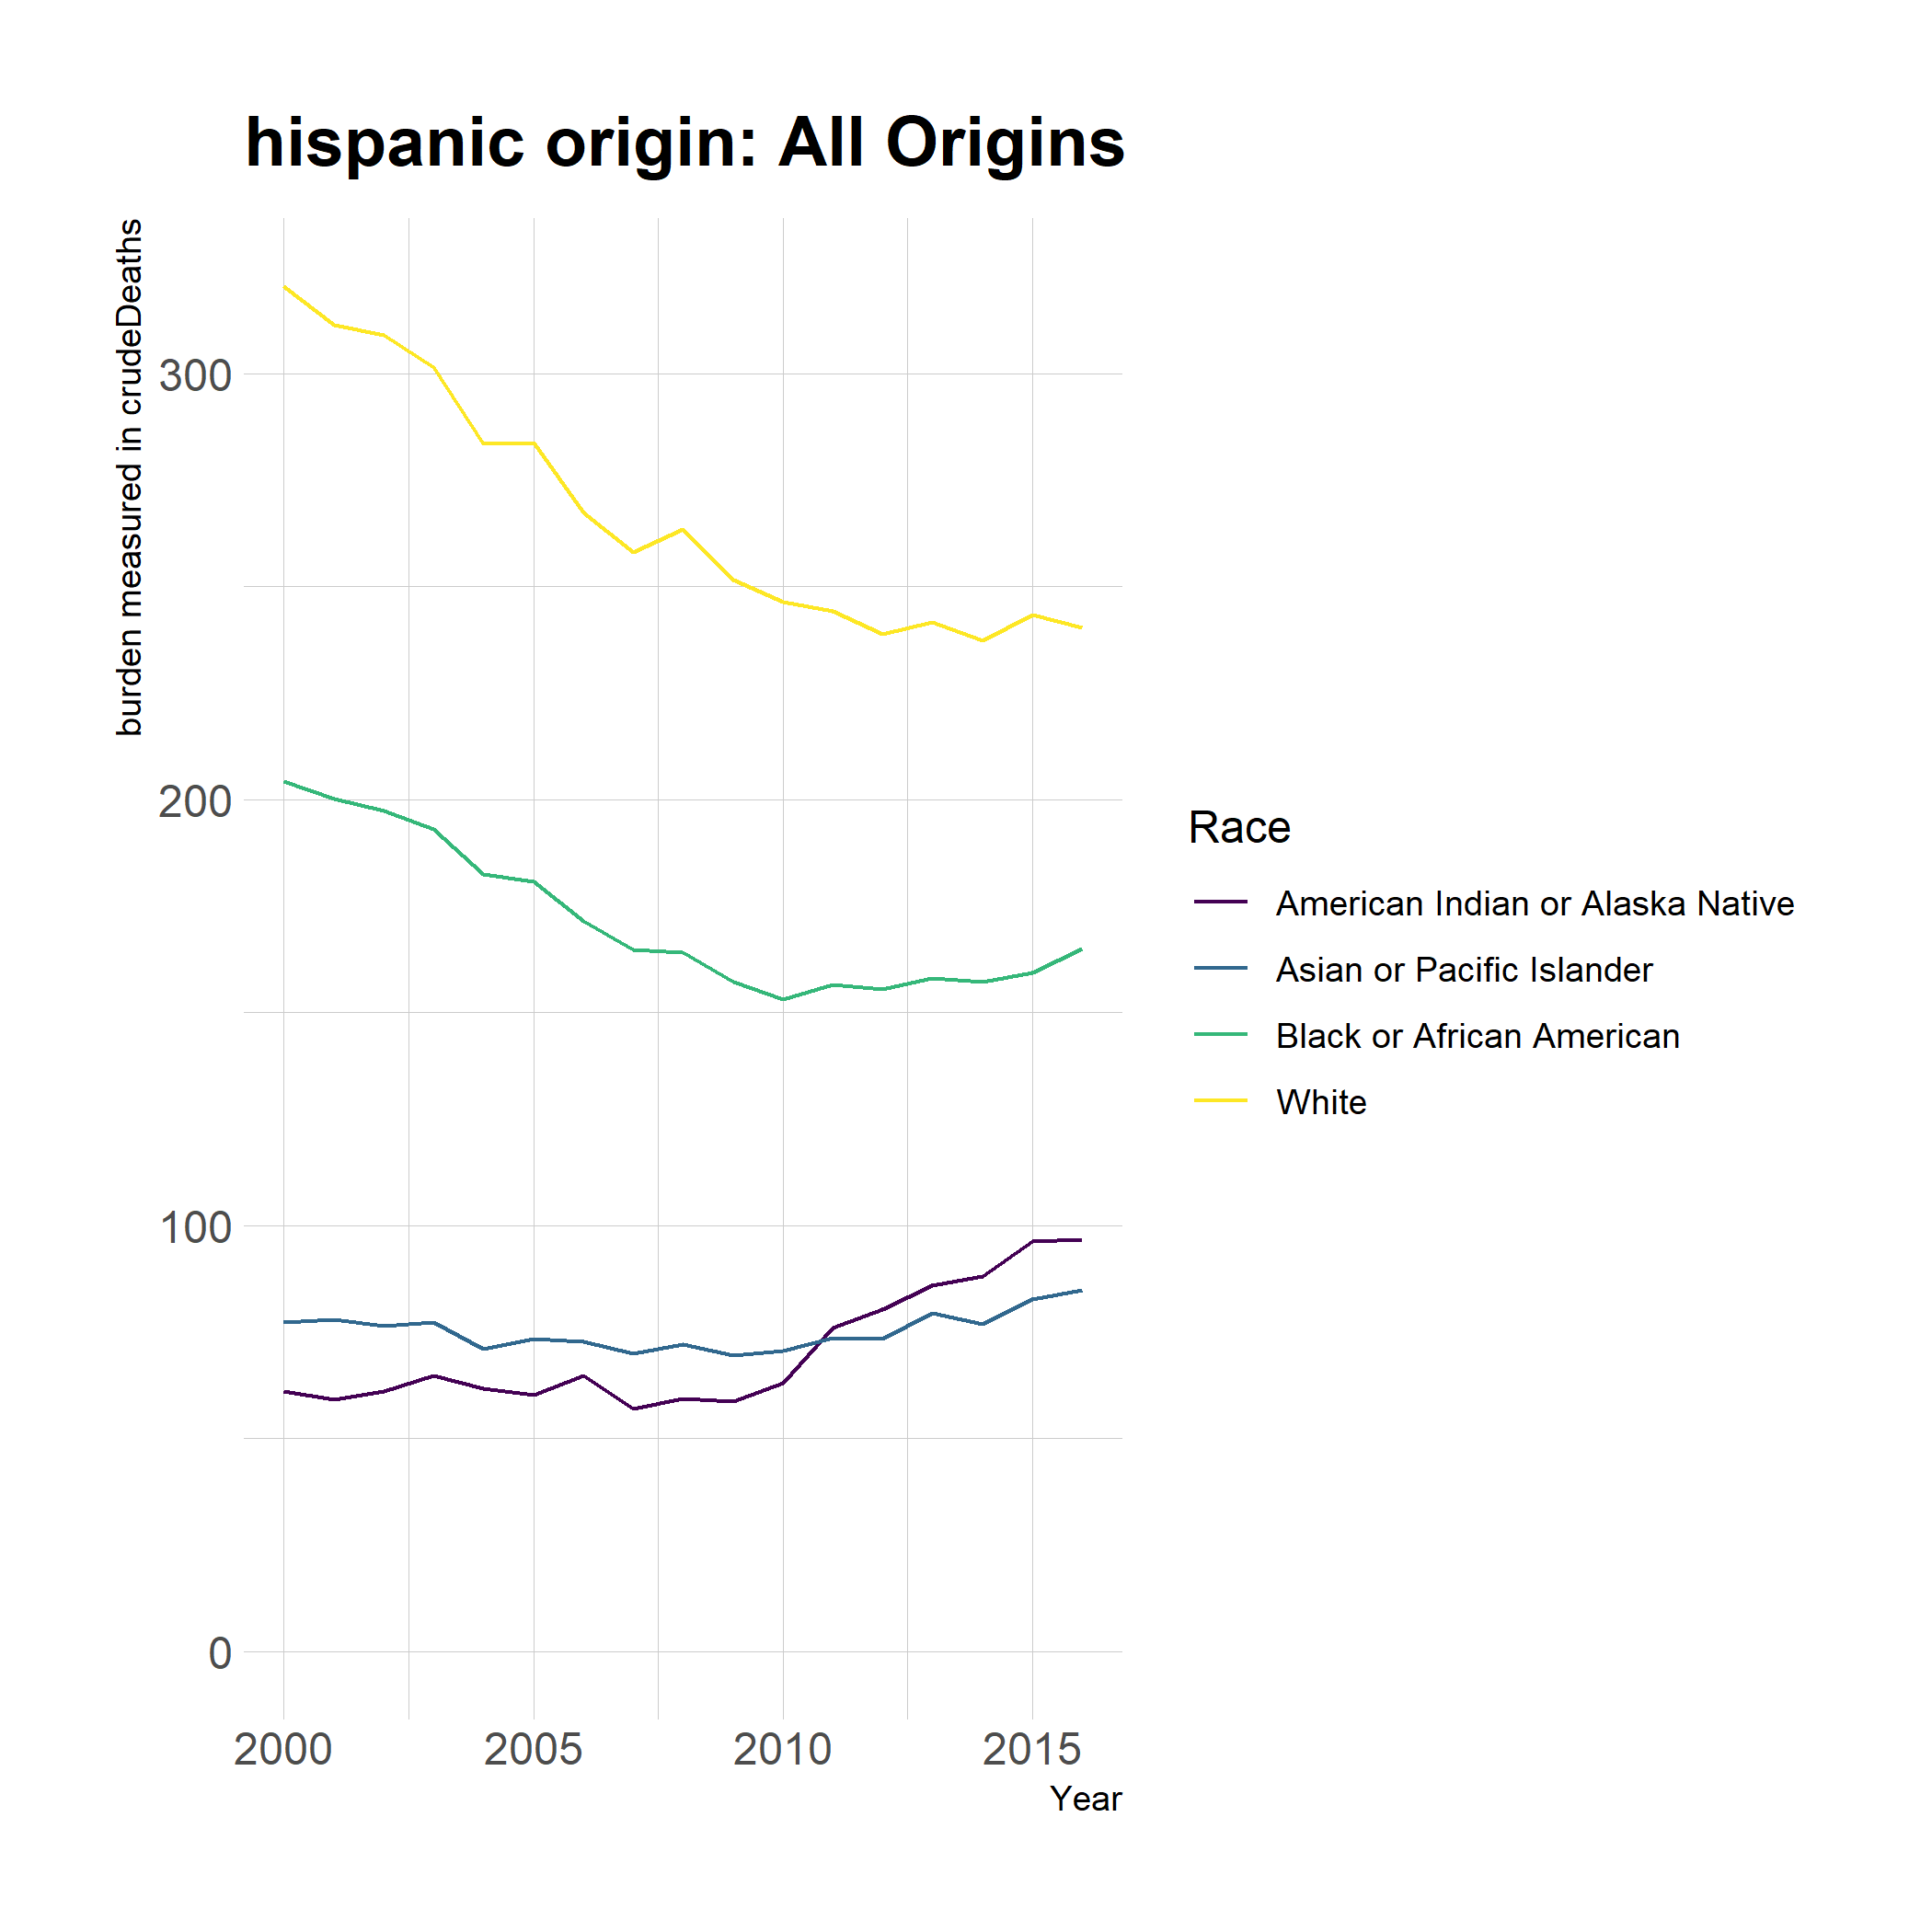 hispanic origin: All Origins
burden measured in crudeDeaths
300
200
100
0
2000 2005 2010 2015
Year
Race
American Indian or Alaska Native
Asian or Pacific Islander
Black or African American
White